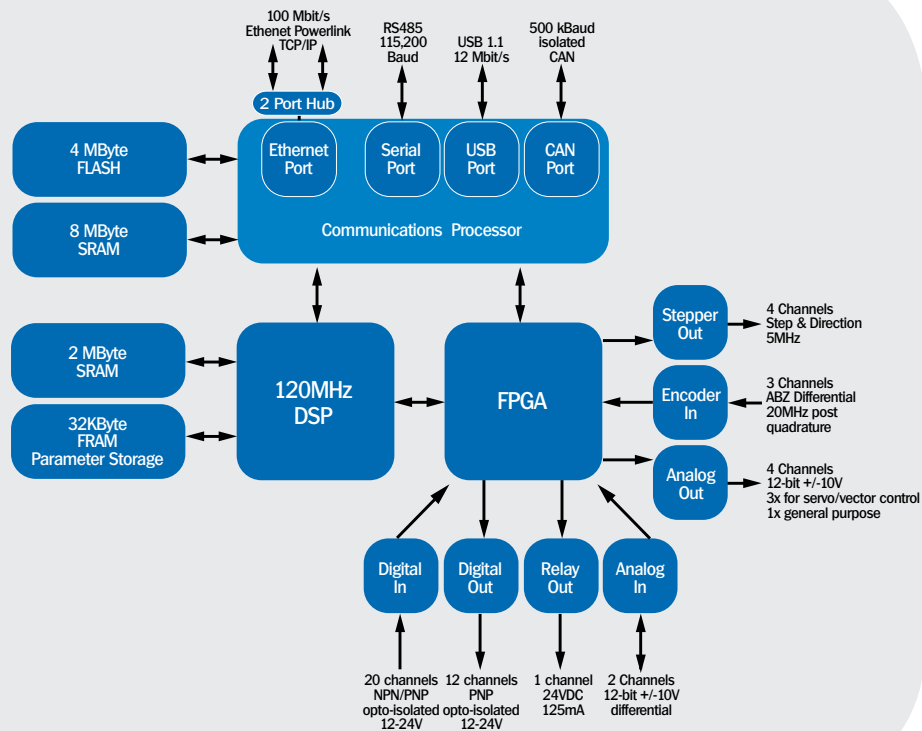 100 Mbit/s
Ethenet Powerlink
TCP/IP
RS485
115,200
Baud
USB 1.1
12 Mbit/s
500 kBaud
isolated
CAN
2 Port Hub
Ethernet
Port
Serial
Port
USB
Port
CAN
Port
Communications Processor
4 MByte
FLASH
8 MByte
SRAM
2 MByte
SRAM
32KByte
FRAM
Parameter Storage
120MHz
DSP
FPGA
Stepper
Out
4 Channels
Step & Direction
5MHz
Encoder
In
3 Channels
ABZ Differential
20MHz post
quadrature
Analog
Out
4 Channels
12-bit +/-10V
3x for servo/vector control
1x general purpose
Digital
In
Digital
Out
Relay
Out
Analog
In
20 channels
NPN/PNP
opto-isolated
12-24V
12 channels
PNP
opto-isolated
12-24V
1 channel
24VDC
125mA
2 Channels
12-bit +/-10V
differential